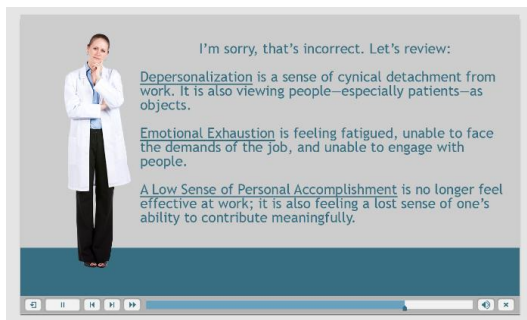 I'm sorry, that's incorrect. Let's review:
Depersonalization is a sense of cynical detachment from
work. It is also viewing people—especially patients—as
objects.
Emotional Exhaustion is feeling fatigued, unable to face
the demands of the job, and unable to engage with
people.
A Low Sense of Personal Accomplishment is no longer feel
effective at work; it is also feeling a lost sense of one's
ability to contribute meaningfully.